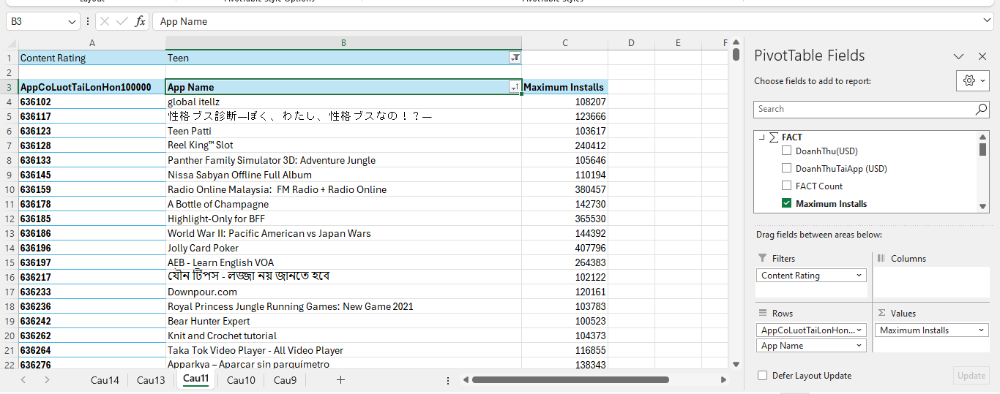 B3 fx App Name
A B C D E F
1 Content Rating Teen
2
3 AppCoLuotTaiLonHon100000 App Name Maximum Installs
4 636102 global itellz 108207
5 636117 性格ブス診断―ぼく、わたし、性格ブスなの！？― 123666
6 636123 Teen Patti 103617
7 636128 Reel King™ Slot 240412
8 636133 Panther Family Simulator 3D: Adventure Jungle 105646
9 636145 Nissa Sabyan Offline Full Album 110194
10 636159 Radio Online Malaysia: FM Radio + Radio Online 380457
11 636178 A Bottle of Champagne 142730
12 636185 Highlight-Only for BFF 365530
13 636186 World War II: Pacific American vs Japan Wars 144392
14 636196 Jolly Card Poker 407796
15 636197 AEB - Learn English VOA 264383
16 636217 যৌন টিপস - লজ্জা নয় জানতে হবে 102122
17 636233 Downpour.com 120161
18 636236 Royal Princess Jungle Running Games: New Game 2021 103783
19 636242 Bear Hunter Expert 100523
20 636262 Knit and Crochet tutorial 104373
21 636264 Taka Tok Video Player - All Video Player 116855
22 636276 Apparkya – Aparcar sin parquímetro 138343
Cau14 Cau13 Cau11 Cau10 Cau9
PivotTable Fields
Choose fields to add to report:
Search
Σ FACT
DoanhThu(USD)
DoanhThuTaiApp (USD)
FACT Count
Maximum Installs
Drag fields between areas below:
Filters Columns
Content Rating
Rows Σ Values
AppCoLuotTaiLonHon... Maximum Installs
App Name
Defer Layout Update Update